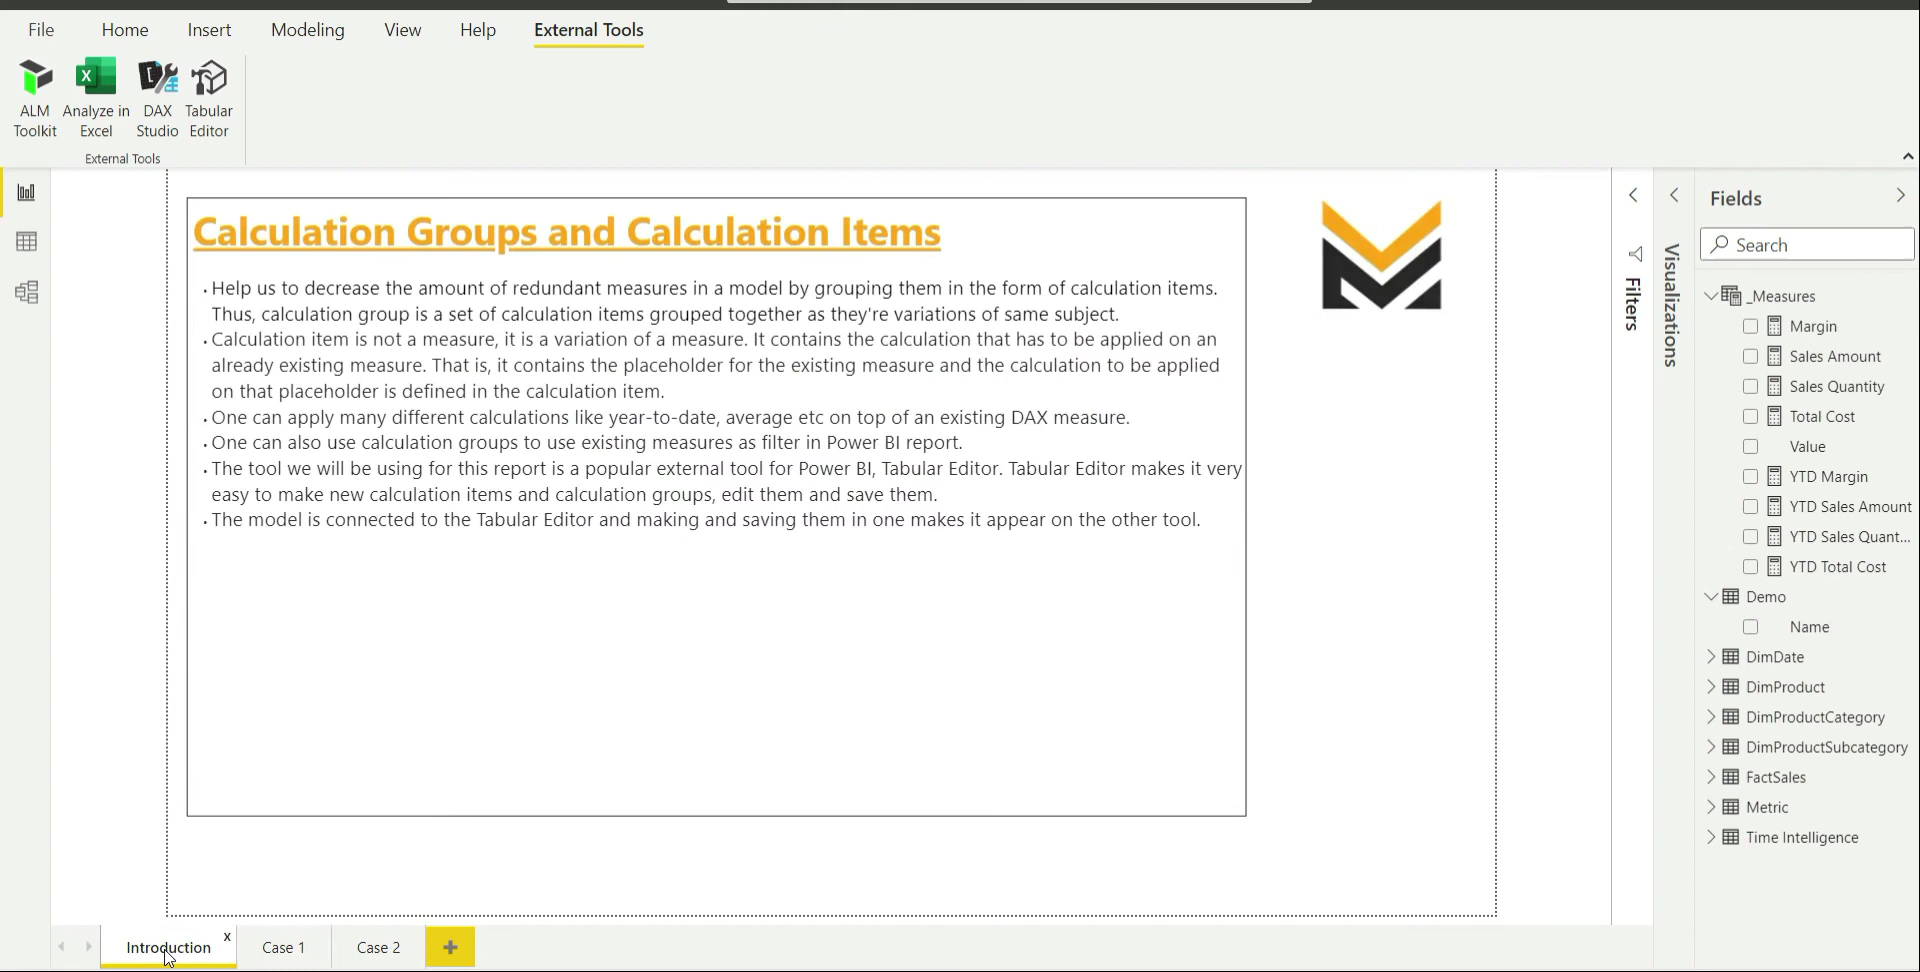 File Home Insert Modeling View Help External Tools
ALM Toolkit
Analyze in Excel
DAX Studio
Tabular Editor
External Tools
Calculation Groups and Calculation Items
• Help us to decrease the amount of redundant measures in a model by grouping them in the form of calculation items.
Thus, calculation group is a set of calculation items grouped together as they're variations of same subject.
• Calculation item is not a measure, it is a variation of a measure. It contains the calculation that has to be applied on an
already existing measure. That is, it contains the placeholder for the existing measure and the calculation to be applied
on that placeholder is defined in the calculation item.
• One can apply many different calculations like year-to-date, average etc on top of an existing DAX measure.
• One can also use calculation groups to use existing measures as filter in Power BI report.
• The tool we will be using for this report is a popular external tool for Power BI, Tabular Editor. Tabular Editor makes it very
easy to make new calculation items and calculation groups, edit them and save them.
• The model is connected to the Tabular Editor and making and saving them in one makes it appear on the other tool.
Filters
Visualizations
Fields
Search
_Measures
Margin
Sales Amount
Sales Quantity
Total Cost
Value
YTD Margin
YTD Sales Amount
YTD Sales Quant...
YTD Total Cost
Demo
Name
DimDate
DimProduct
DimProductCategory
DimProductSubcategory
FactSales
Metric
Time Intelligence
Introduction x Case 1 Case 2 +